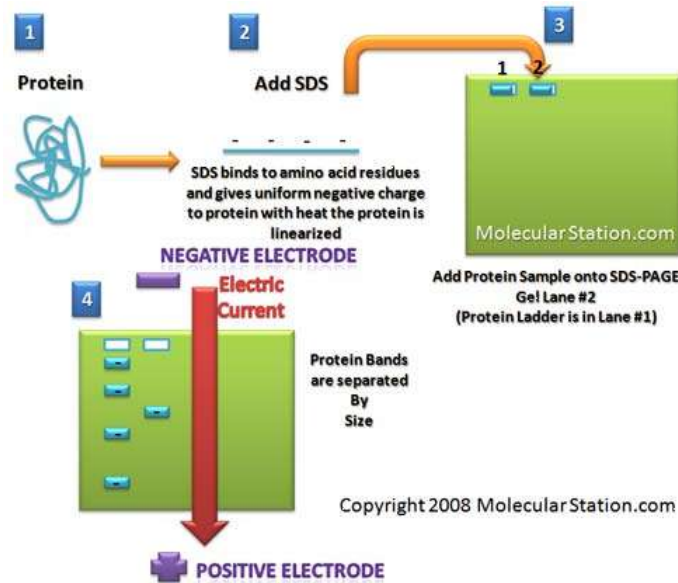 1
2
3
Protein
Add SDS
1 2
- - - -
SDS binds to amino acid residues
and gives uniform negative charge
to protein with heat the protein is
linearized
MolecularStation.com
Add Protein Sample onto SDS-PAGE
Gel Lane #2
(Protein Ladder is in Lane #1)
NEGATIVE ELECTRODE
4
Electric
Current
Protein Bands
are separated
By
Size
Copyright 2008 MolecularStation.com
POSITIVE ELECTRODE